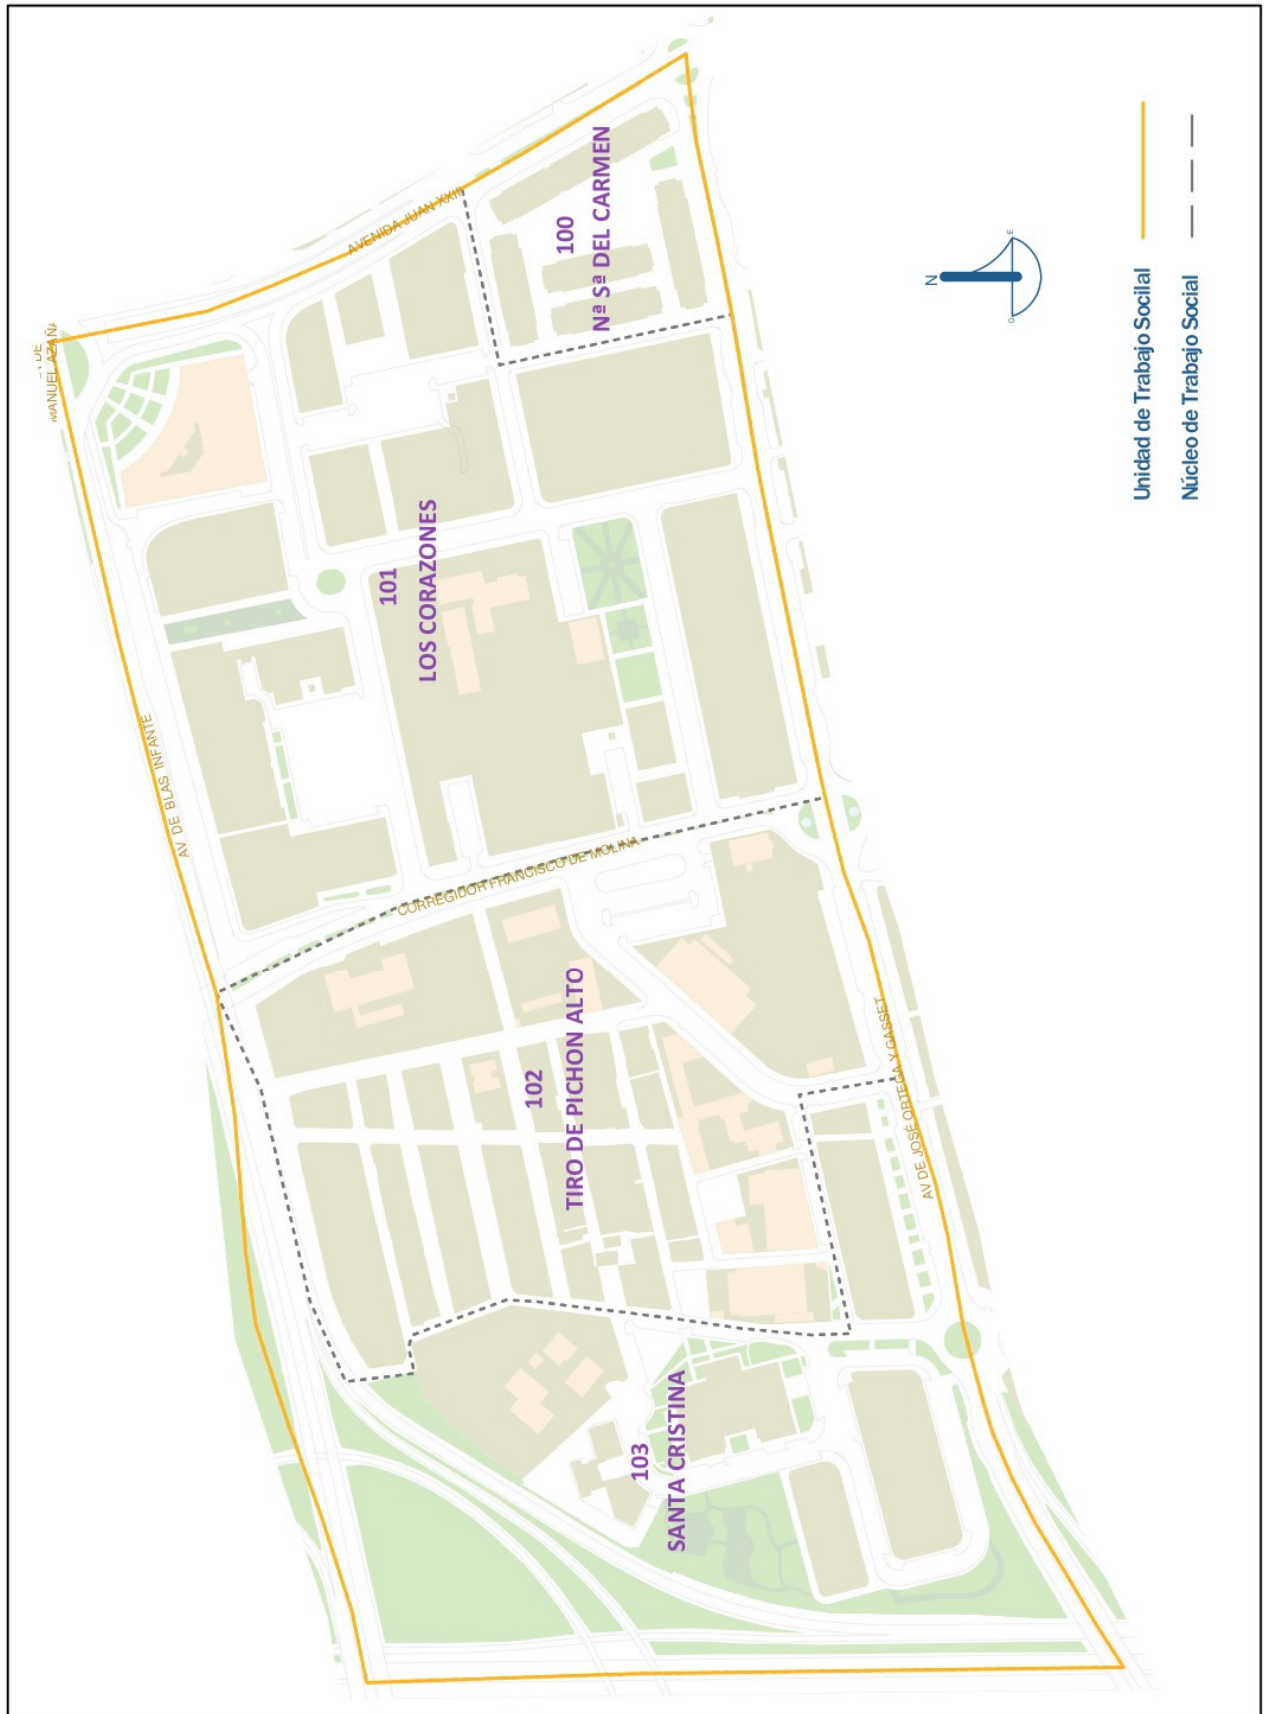 MANUEL AZAÑA
AVENIDA JUAN XXIII
100
Nª Sª DEL CARMEN
N
E
O
Unidad de Trabajo Socilal
Núcleo de Trabajo Social
101
LOS CORAZONES
AV DE BLAS INFANTE
CORREGIDOR FRANCISCO DE MOLINA
102
TIRO DE PICHON ALTO
AV DE JOSÉ ORTEGA Y GASSET
103
SANTA CRISTINA